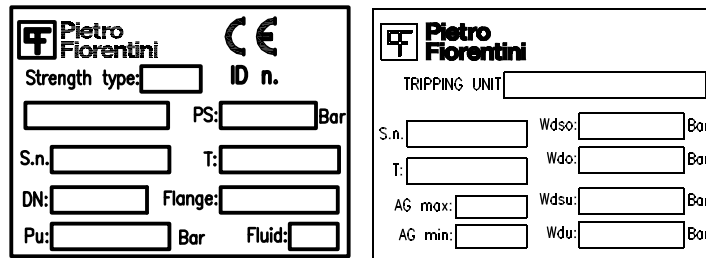 Pietro
Fiorentini
CE
Strength type:
ID n.
PS: Bar
S.n. T:
DN: Flange:
Pu: Bar Fluid:
Pietro
Fiorentini
TRIPPING UNIT
S.n. Wdso: Bar
T: Wdo: Bar
AG max: Wdsu: Bar
AG min: Wdu: Bar